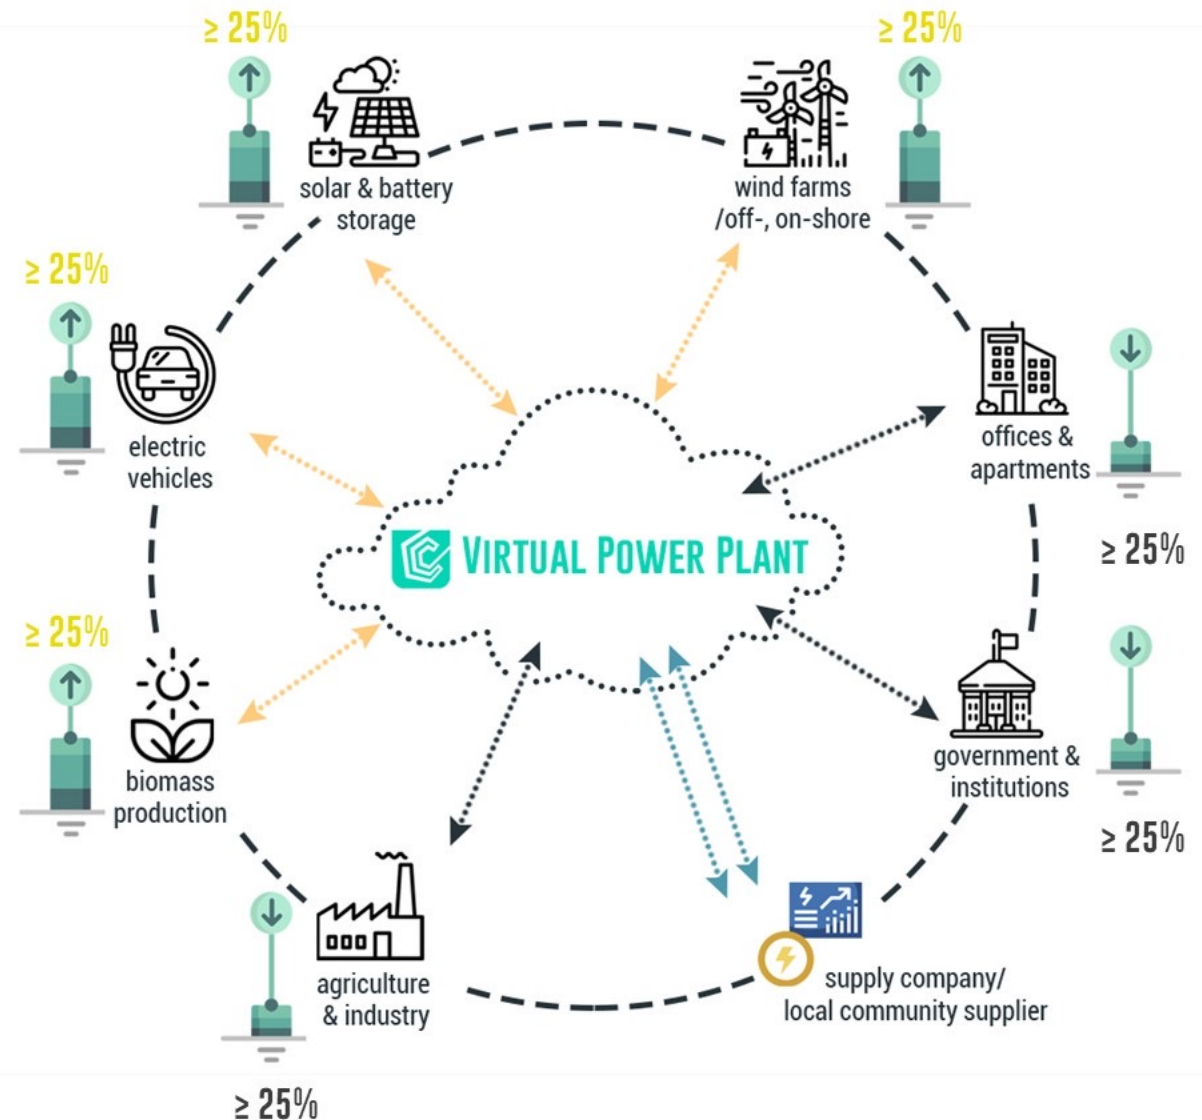 ≥ 25%
≥ 25%
solar & battery
storage
wind farms
/off-, on-shore
≥ 25%
electric
vehicles
offices &
apartments
≥ 25%
VIRTUAL POWER PLANT
≥ 25%
biomass
production
government &
institutions
≥ 25%
agriculture
& industry
supply company/
local community supplier
≥ 25%